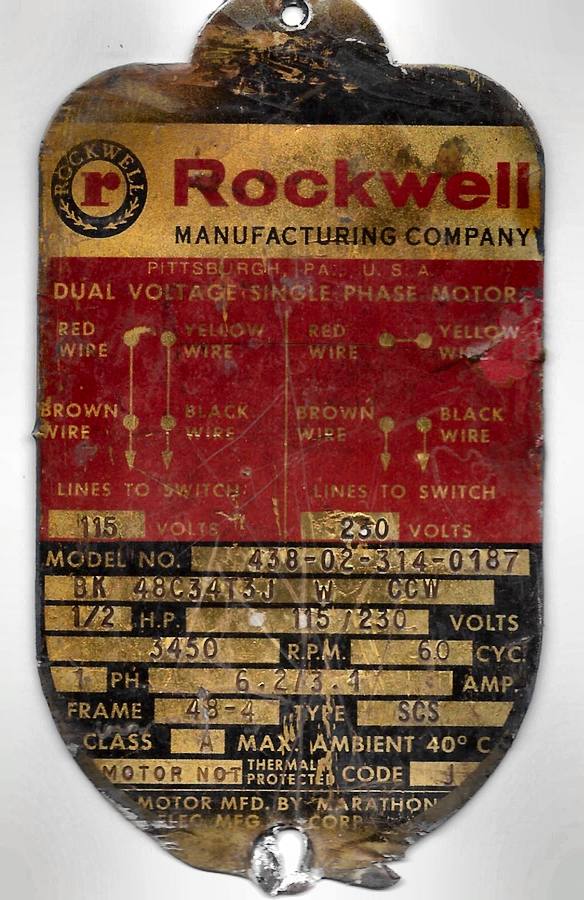 ROCKWELL
r
Rockwell
MANUFACTURING COMPANY
PITTSBURGH, PA., U.S.A.
DUAL VOLTAGE SINGLE PHASE MOTOR
RED WIRE YELLOW WIRE RED WIRE YELLOW WIRE
BROWN WIRE BLACK WIRE BROWN WIRE BLACK WIRE
LINES TO SWITCH LINES TO SWITCH
115 VOLTS 230 VOLTS
MODEL NO. 438-02-314-0187
BK 48C34T3J W CCW
1/2 H.P. 115/230 VOLTS
3450 R.P.M. 60 CYC.
1 PH. 6.2/3.4 AMP.
FRAME 48-4 TYPE SCS
CLASS A MAX. AMBIENT 40° C
MOTOR NOT THERMALLY PROTECTED CODE J
MOTOR MFD. BY MARATHON
ELEC. MFG. CORP.